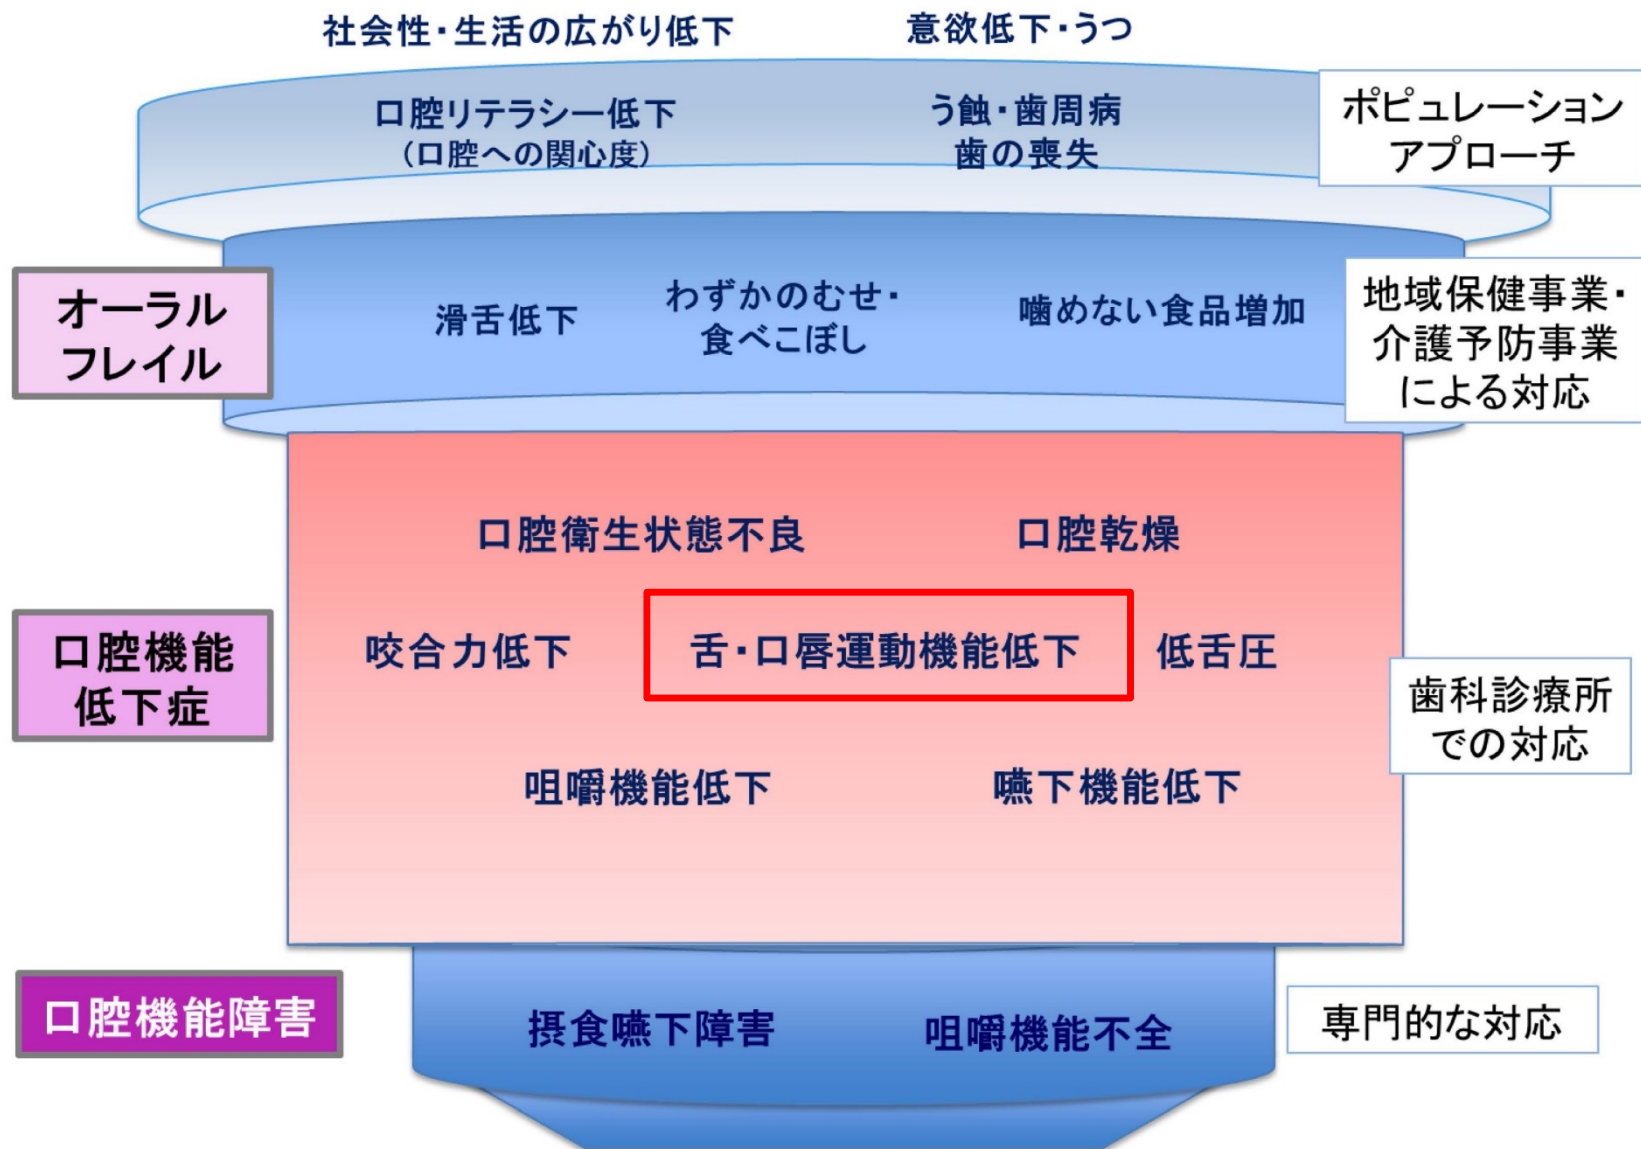 社会性・生活の広がり低下
意欲低下・うつ
口腔リテラシー低下
（口腔への関心度）
う蝕・歯周病
歯の喪失
ポピュレーション
アプローチ
オーラル
フレイル
滑舌低下
わずかのむせ・
食べこぼし
噛めない食品増加
地域保健事業・
介護予防事業
による対応
口腔機能
低下症
口腔衛生状態不良
口腔乾燥
咬合力低下
舌・口唇運動機能低下
低舌圧
咀嚼機能低下
嚥下機能低下
歯科診療所
での対応
口腔機能障害
摂食嚥下障害
咀嚼機能不全
専門的な対応